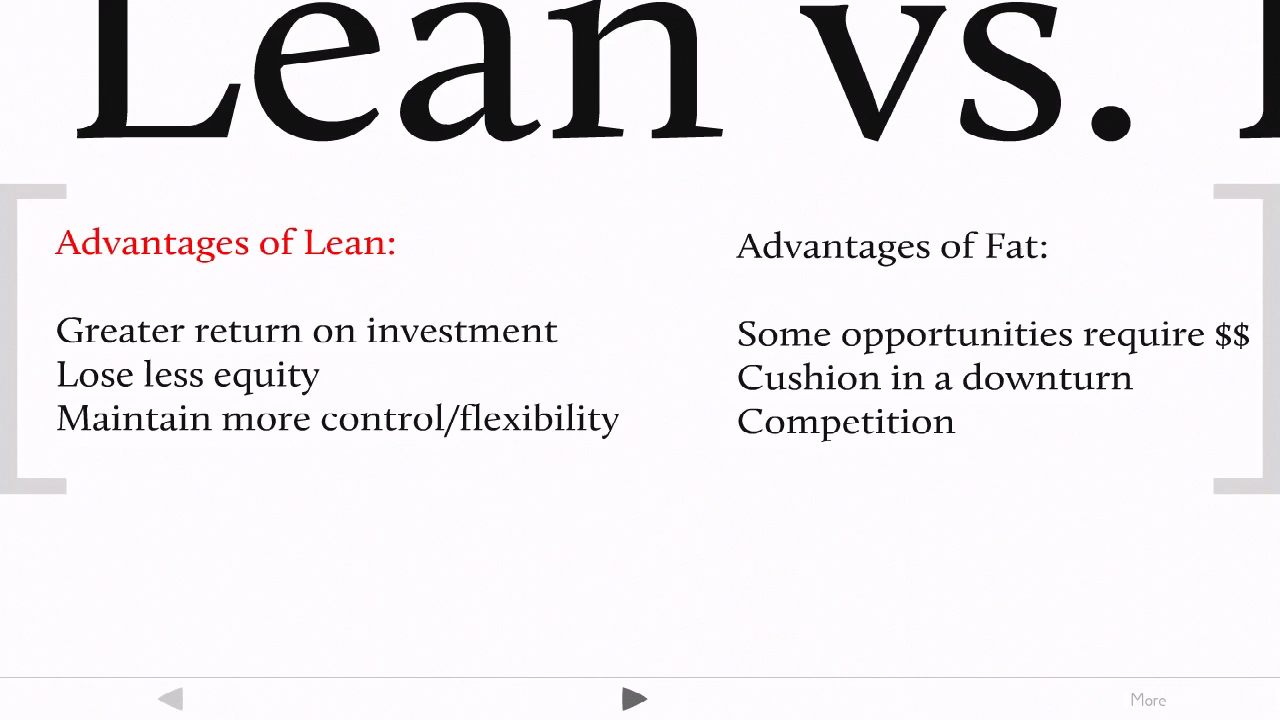 Lean vs.
Advantages of Lean:
Greater return on investment
Lose less equity
Maintain more control/flexibility
Advantages of Fat:
Some opportunities require $$
Cushion in a downturn
Competition
More